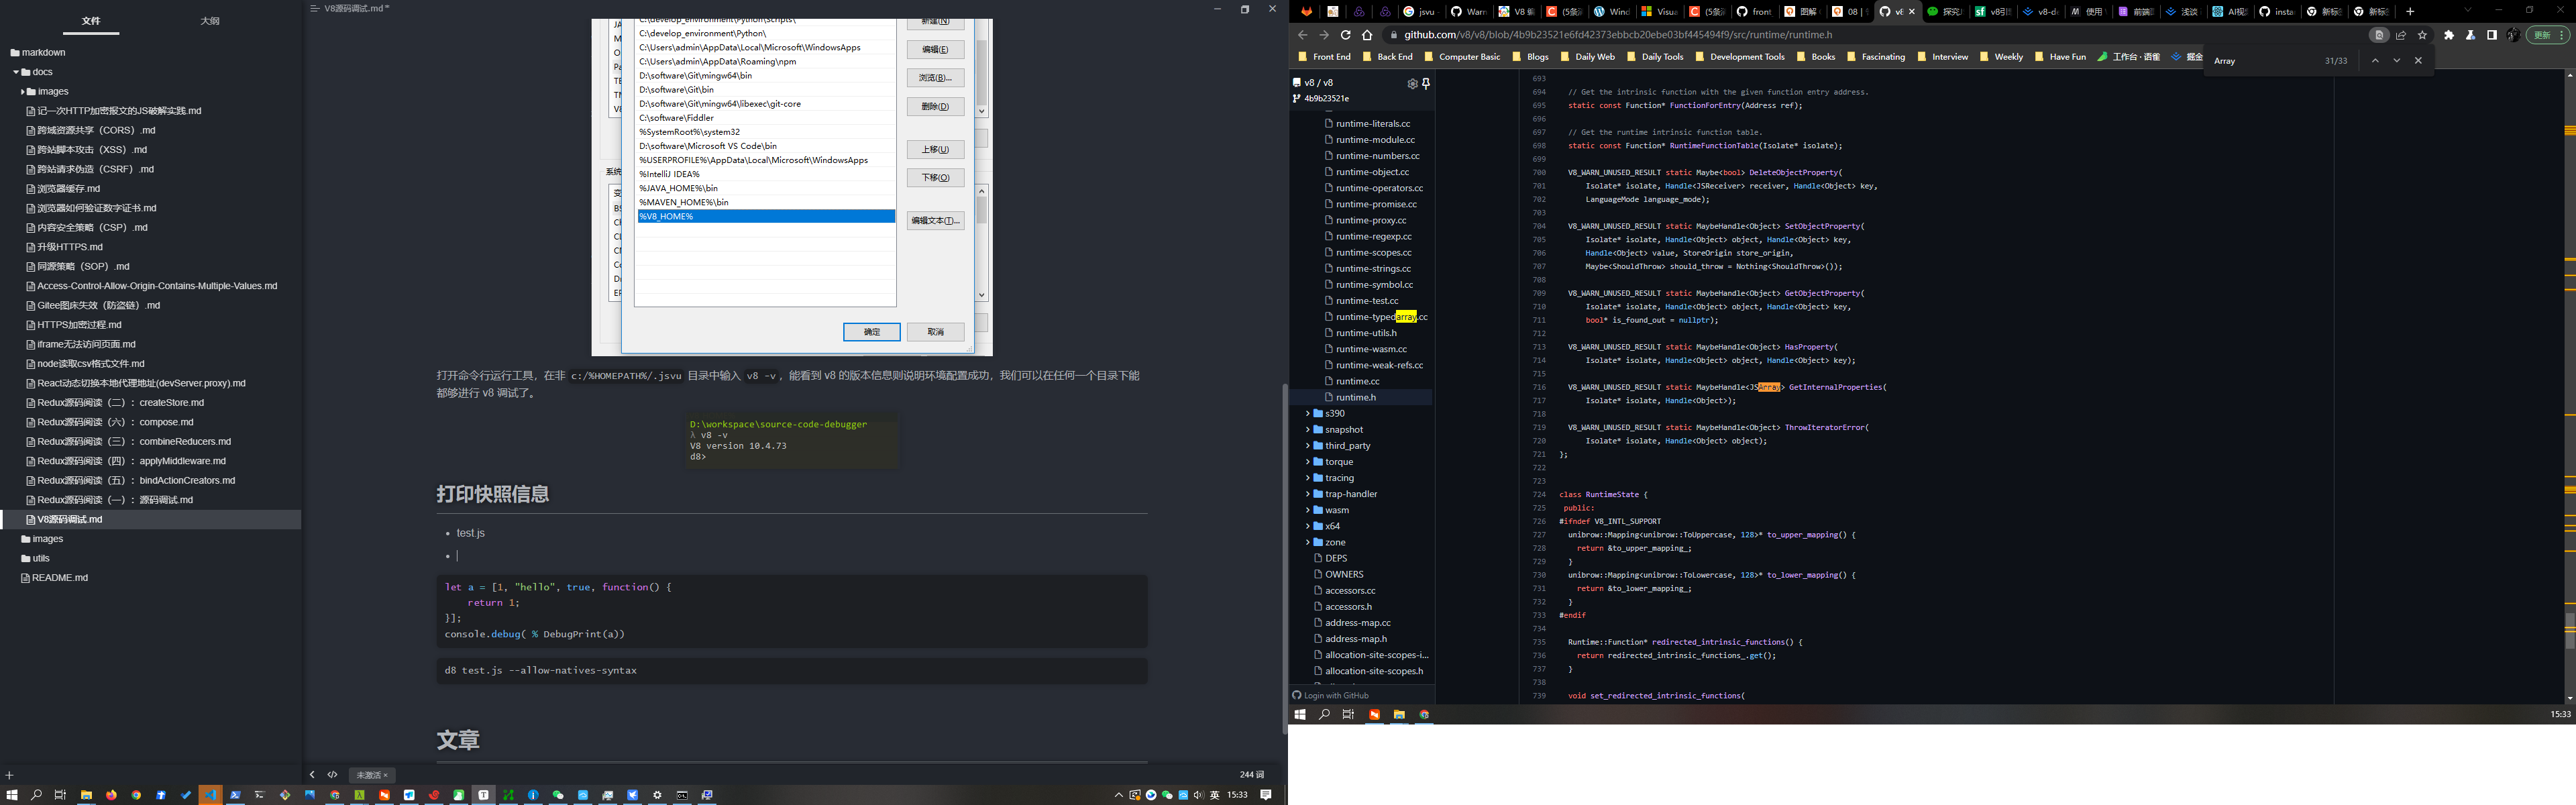 文件
大纲
markdown
docs
images
记一次HTTP加密报文的JS破解实践.md
跨域资源共享（CORS）.md
跨站脚本攻击（XSS）.md
跨站请求伪造（CSRF）.md
浏览器缓存.md
浏览器如何验证数字证书.md
内容安全策略（CSP）.md
升级HTTPS.md
同源策略（SOP）.md
Access-Control-Allow-Origin-Contains-Multiple-Values.md
Gitee图床失效（防盗链）.md
HTTPS加密过程.md
iframe无法访问页面.md
node读取csv格式文件.md
React动态切换本地代理地址(devServer.proxy).md
Redux源码阅读（二）：createStore.md
Redux源码阅读（六）：compose.md
Redux源码阅读（三）：combineReducers.md
Redux源码阅读（四）：applyMiddleware.md
Redux源码阅读（五）：bindActionCreators.md
Redux源码阅读（一）：源码调试.md
V8源码调试.md
images
utils
README.md
V8源码调试.md *
C:\develop_environment\Python\Scripts\
C:\develop_environment\Python\
C:\Users\admin\AppData\Local\Microsoft\WindowsApps
C:\Users\admin\AppData\Roaming\npm
D:\software\Git\mingw64\bin
D:\software\Git\bin
D:\software\Git\mingw64\libexec\git-core
C:\software\Fiddler
%SystemRoot%\system32
D:\software\Microsoft VS Code\bin
%USERPROFILE%\AppData\Local\Microsoft\WindowsApps
%IntelliJ IDEA%
%JAVA_HOME%\bin
%MAVEN_HOME%\bin
%V8_HOME%
新建(N)
编辑(E)
浏览(B)...
删除(D)
上移(U)
下移(O)
编辑文本(T)...
确定
取消
打开命令行运行工具，在非 c:/%HOMEPATH%/.jsvu 目录中输入 v8 -v，能看到 v8 的版本信息则说明环境配置成功，我们可以在任何一个目录下能
都够进行 v8 调试了。
D:\workspace\source-code-debugger
λ v8 -v
V8 version 10.4.73
d8>
打印快照信息
• test.js
•
let a = [1, "hello", true, function() {
return 1;
}];
console.debug( % DebugPrint(a))
d8 test.js --allow-natives-syntax
文章
未激活 ×
244 词
英
15:33
github.com/v8/v8/blob/4b9b23521e6fd42373ebbcb20ebe03bf445494f9/src/runtime/runtime.h
更新
Front End
Back End
Computer Basic
Blogs
Daily Web
Daily Tools
Development Tools
Books
Fascinating
Interview
Weekly
Have Fun
工作台 · 语雀
掘金
Array
31/33
v8 / v8
4b9b23521e
runtime-literals.cc
runtime-module.cc
runtime-numbers.cc
runtime-object.cc
runtime-operators.cc
runtime-promise.cc
runtime-proxy.cc
runtime-regexp.cc
runtime-scopes.cc
runtime-strings.cc
runtime-symbol.cc
runtime-test.cc
runtime-typedarray.cc
runtime-utils.h
runtime-wasm.cc
runtime-weak-refs.cc
runtime.cc
runtime.h
s390
snapshot
third_party
torque
tracing
trap-handler
wasm
x64
zone
DEPS
OWNERS
accessors.cc
accessors.h
address-map.cc
address-map.h
allocation-site-scopes-i...
allocation-site-scopes.h
Login with GitHub
693
694 // Get the intrinsic function with the given function entry address.
695 static const Function* FunctionForEntry(Address ref);
696
697 // Get the runtime intrinsic function table.
698 static const Function* RuntimeFunctionTable(Isolate* isolate);
699
700 V8_WARN_UNUSED_RESULT static Maybe<bool> DeleteObjectProperty(
701 Isolate* isolate, Handle<JSReceiver> receiver, Handle<Object> key,
702 LanguageMode language_mode);
703
704 V8_WARN_UNUSED_RESULT static MaybeHandle<Object> SetObjectProperty(
705 Isolate* isolate, Handle<Object> object, Handle<Object> key,
706 Handle<Object> value, StoreOrigin store_origin,
707 Maybe<ShouldThrow> should_throw = Nothing<ShouldThrow>());
708
709 V8_WARN_UNUSED_RESULT static MaybeHandle<Object> GetObjectProperty(
710 Isolate* isolate, Handle<Object> object, Handle<Object> key,
711 bool* is_found_out = nullptr);
712
713 V8_WARN_UNUSED_RESULT static MaybeHandle<Object> HasProperty(
714 Isolate* isolate, Handle<Object> object, Handle<Object> key);
715
716 V8_WARN_UNUSED_RESULT static MaybeHandle<JSArray> GetInternalProperties(
717 Isolate* isolate, Handle<Object>);
718
719 V8_WARN_UNUSED_RESULT static MaybeHandle<Object> ThrowIteratorError(
720 Isolate* isolate, Handle<Object> object);
721 };
722
723
724 class RuntimeState {
725 public:
726 #ifndef V8_INTL_SUPPORT
727 unibrow::Mapping<unibrow::ToUppercase, 128>* to_upper_mapping() {
728 return &to_upper_mapping_;
729 }
730 unibrow::Mapping<unibrow::ToLowercase, 128>* to_lower_mapping() {
731 return &to_lower_mapping_;
732 }
733 #endif
734
735 Runtime::Function* redirected_intrinsic_functions() {
736 return redirected_intrinsic_functions_.get();
737 }
738
739 void set_redirected_intrinsic_functions(
15:33